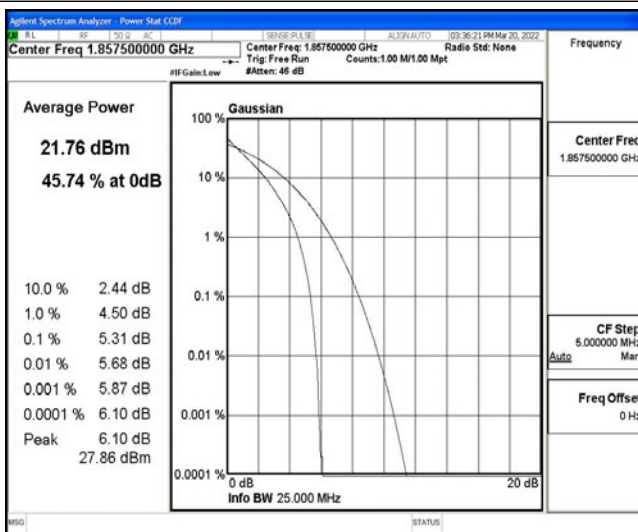 Agilent Spectrum Analyzer - Power Stat CCDF
RL RF 50 Ω AC SENSE:PULSE ALIGN AUTO 03:36:21 PM Mar 20, 2022
Center Freq 1.857500000 GHz
Center Freq: 1.857500000 GHz Radio Std: None
Trig: Free Run Counts:1.00 M/1.00 Mpt
#IFGain:Low #Atten: 46 dB
Frequency
Average Power
21.76 dBm
45.74 % at 0dB
10.0 % 2.44 dB
1.0 % 4.50 dB
0.1 % 5.31 dB
0.01 % 5.68 dB
0.001 % 5.87 dB
0.0001 % 6.10 dB
Peak 6.10 dB
27.86 dBm
Gaussian
100 %
10 %
1 %
0.1 %
0.01 %
0.001 %
0.0001 %
0 dB 20 dB
Info BW 25.000 MHz
Center Freq
1.857500000 GHz
CF Step
5.000000 MHz
Auto Man
Freq Offset
0 Hz
MSG STATUS